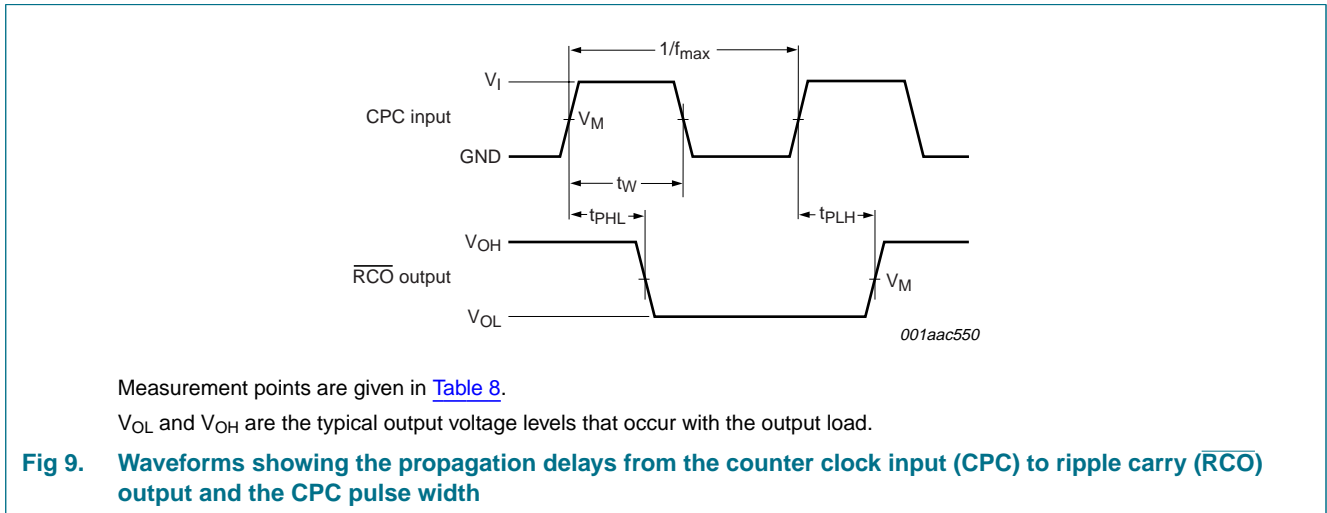 1/fmax
VI
CPC input
VM
GND
tW
tPHL
tPLH
VOH
RCO output
VM
VOL
001aac550
Measurement points are given in Table 8.
VOL and VOH are the typical output voltage levels that occur with the output load.
Fig 9. Waveforms showing the propagation delays from the counter clock input (CPC) to ripple carry (RCO)
output and the CPC pulse width